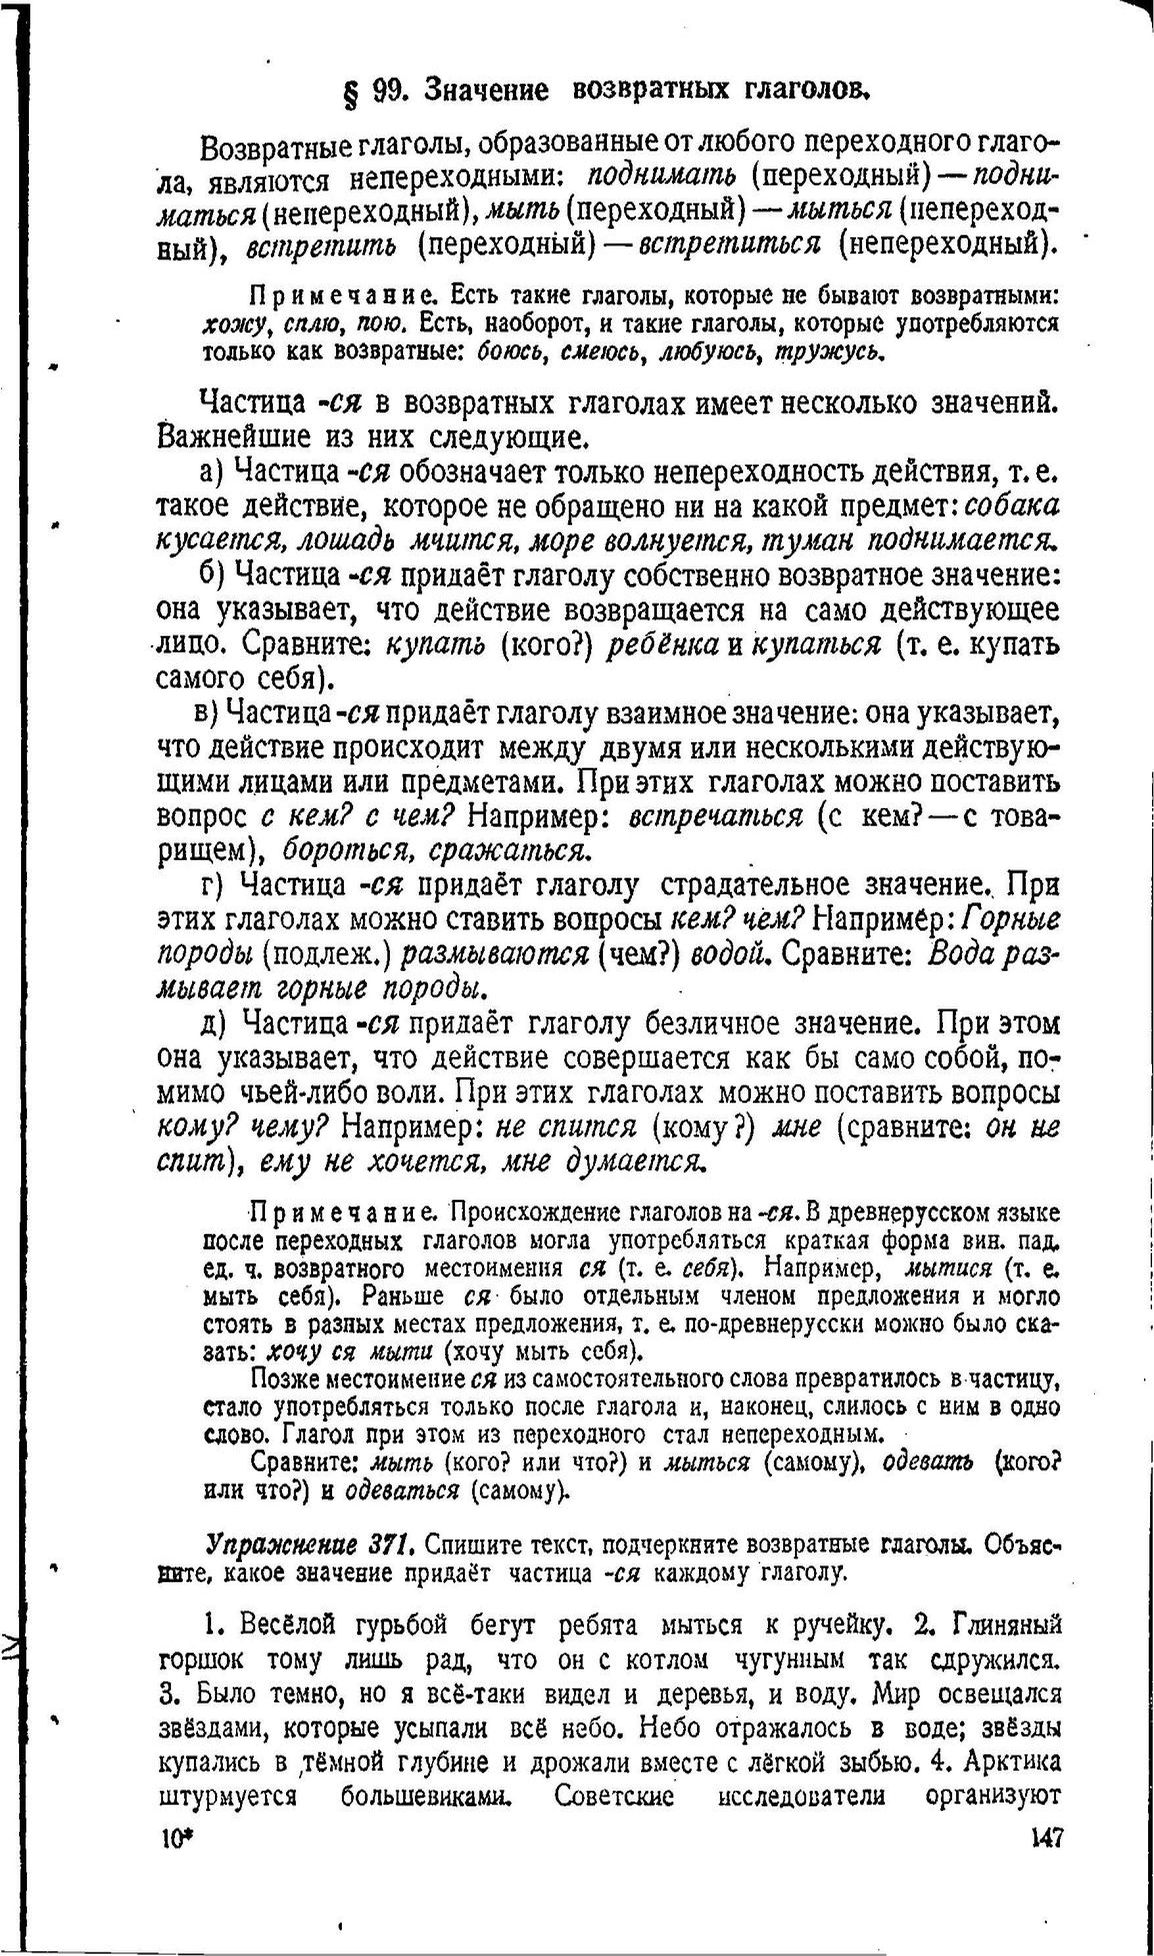 § 99. Значение возвратных глаголов.
Возвратные глаголы, образованные от любого переходного глаго-
ла, являются непереходными: поднимать (переходный) — подни-
маться (непереходный), мыть (переходный) — мыться (непереход-
ный), встретить (переходный) — встретиться (непереходный).
Примечание. Есть такие глаголы, которые не бывают возвратными:
хожу, сплю, пою. Есть, наоборот, и такие глаголы, которые употребляются
только как возвратные: боюсь, смеюсь, любуюсь, тружусь.
Частица -ся в возвратных глаголах имеет несколько значений.
Важнейшие из них следующие.
а) Частица -ся обозначает только непереходность действия, т. е.
такое действие, которое не обращено ни на какой предмет: собака
кусается, лошадь мчится, море волнуется, туман поднимается.
б) Частица -ся придаёт глаголу собственно возвратное значение:
она указывает, что действие возвращается на само действующее
лицо. Сравните: купать (кого?) ребёнка и купаться (т. е. купать
самого себя).
в) Частица -ся придаёт глаголу взаимное значение: она указывает,
что действие происходит между двумя или несколькими действую-
щими лицами или предметами. При этих глаголах можно поставить
вопрос с кем? с чем? Например: встречаться (с кем? — с това-
рищем), бороться, сражаться.
г) Частица -ся придаёт глаголу страдательное значение. При
этих глаголах можно ставить вопросы кем? чем? Например: Горные
породы (подлеж.) размываются (чем?) водой. Сравните: Вода раз-
мывает горные породы.
д) Частица -ся придаёт глаголу безличное значение. При этом
она указывает, что действие совершается как бы само собой, по-
мимо чьей-либо воли. При этих глаголах можно поставить вопросы
кому? чему? Например: не спится (кому?) мне (сравните: он не
спит), ему не хочется, мне думается.
Примечание. Происхождение глаголов на -ся. В древнерусском языке
после переходных глаголов могла употребляться краткая форма вин. пад.
ед. ч. возвратного местоимения ся (т. е. себя). Например, мытися (т. е.
мыть себя). Раньше ся было отдельным членом предложения и могло
стоять в разных местах предложения, т. е. по-древнерусски можно было ска-
зать: хочу ся мыти (хочу мыть себя).
Позже местоимение ся из самостоятельного слова превратилось в частицу,
стало употребляться только после глагола и, наконец, слилось с ним в одно
слово. Глагол при этом из переходного стал непереходным.
Сравните: мыть (кого? или что?) и мыться (самому), одевать (кого?
или что?) и одеваться (самому).
Упражнение 371. Спишите текст, подчеркните возвратные глаголы. Объяс-
ните, какое значение придаёт частица -ся каждому глаголу.
1. Весёлой гурьбой бегут ребята мыться к ручейку. 2. Глиняный
горшок тому лишь рад, что он с котлом чугунным так сдружился.
3. Было темно, но я всё-таки видел и деревья, и воду. Мир освещался
звёздами, которые усыпали всё небо. Небо отражалось в воде; звёзды
купались в тёмной глубине и дрожали вместе с лёгкой зыбью. 4. Арктика
штурмуется большевиками. Советские исследователи организуют
10*
147